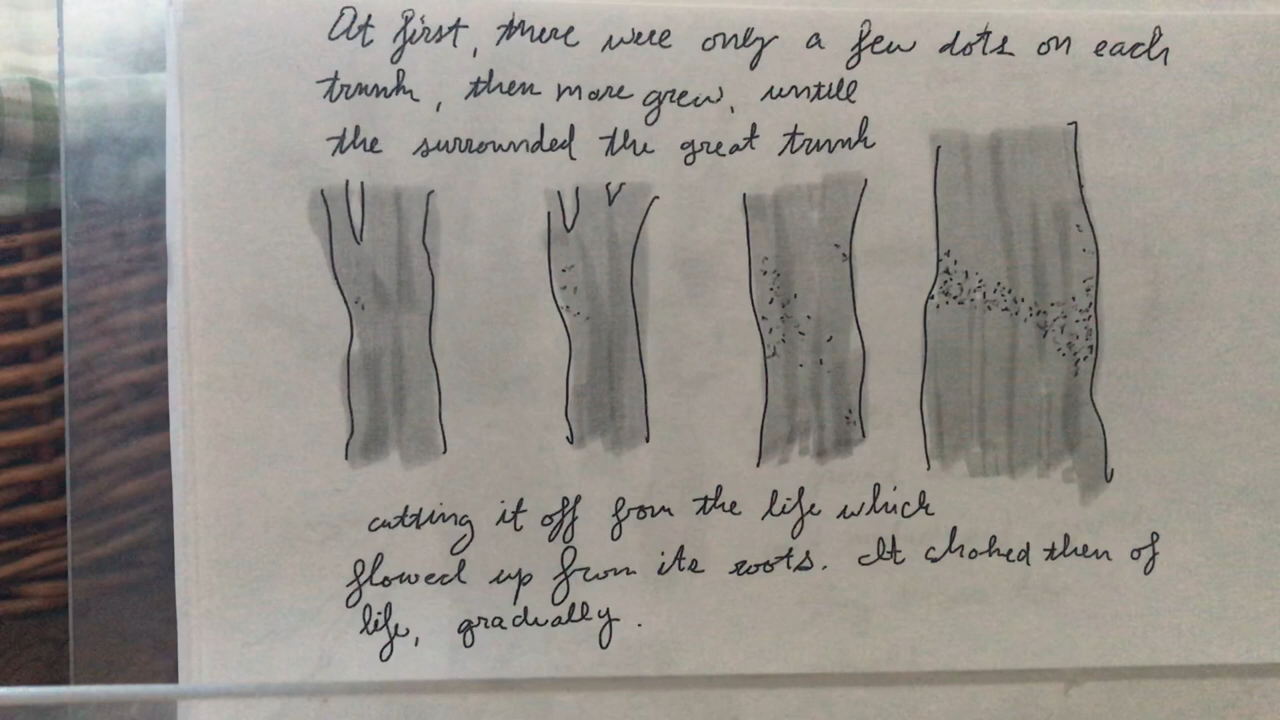 At first, there were only a few dots on each
trunk, then more grew, untill
the surrounded the great trunk
cutting it off from the life which
flowed up from its roots. It choked then of
life, gradually.